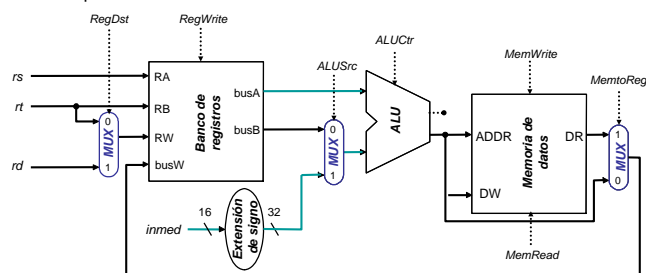 RegDst
RegWrite
ALUSrc
ALUCtr
MemWrite
MemtoReg
rs
rt
rd
0
MUX
1
RA
RB
RW
busW
Banco de
registros
busA
busB
0
MUX
1
ALU
ADDR
DW
Memoria de
datos
DR
1
MUX
0
inmed
16
Extensión
de signo
32
MemRead